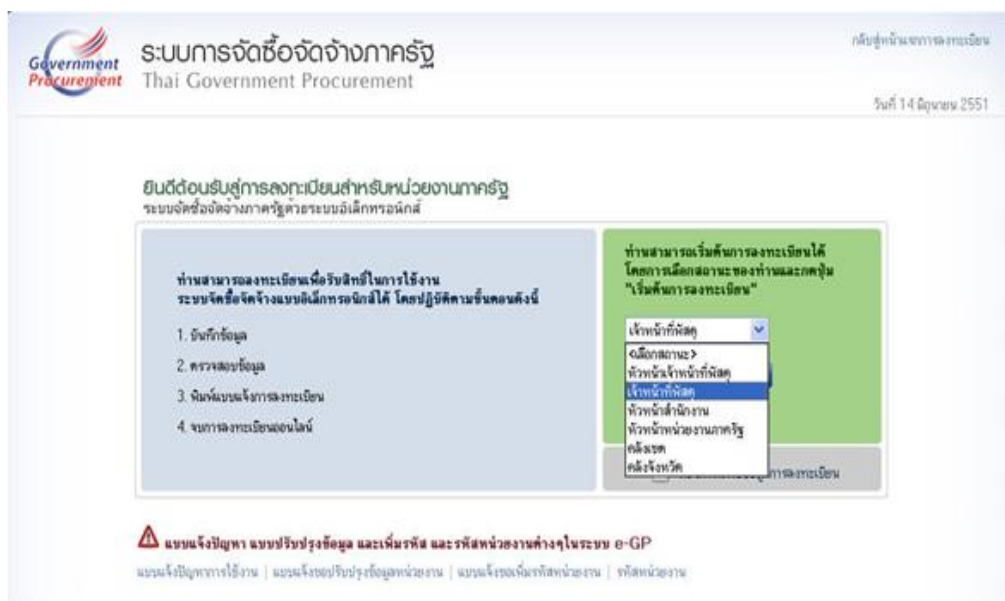 Government
Procurement
ระบบการจัดซื้อจัดจ้างภาครัฐ
Thai Government Procurement
กลับสู่หน้าแรกการลงทะเบียน
วันที่ 14 มิถุนายน 2551
ยินดีต้อนรับสู่การลงทะเบียนสำหรับหน่วยงานภาครัฐ
ระบบจัดซื้อจัดจ้างภาครัฐด้วยระบบอิเล็กทรอนิกส์
ท่านสามารถลงทะเบียนเพื่อรับสิทธิ์ในการใช้งาน
ระบบจัดซื้อจัดจ้างแบบอิเล็กทรอนิกส์ได้ โดยปฏิบัติตามขั้นตอนดังนี้
1. บันทึกข้อมูล
2. ตรวจสอบข้อมูล
3. พิมพ์แบบแจ้งการลงทะเบียน
4. จบการลงทะเบียนออนไลน์
ท่านสามารถเริ่มต้นการลงทะเบียนได้
โดยการเลือกสถานะของท่านและกดปุ่ม
"เริ่มต้นการลงทะเบียน"
เจ้าหน้าที่พัสดุ
<เลือกสถานะ>
หัวหน้าเจ้าหน้าที่พัสดุ
เจ้าหน้าที่พัสดุ
หัวหน้าสำนักงาน
หัวหน้าหน่วยงานภาครัฐ
คลังเขต
คลังจังหวัด
การลงทะเบียน
แบบแจ้งปัญหา แบบปรับปรุงข้อมูล และเพิ่มรหัส และรหัสหน่วยงานต่างๆในระบบ e-GP
แบบแจ้งปัญหาการใช้งาน | แบบแจ้งขอปรับปรุงข้อมูลหน่วยงาน | แบบแจ้งขอเพิ่มรหัสหน่วยงาน | รหัสหน่วยงาน